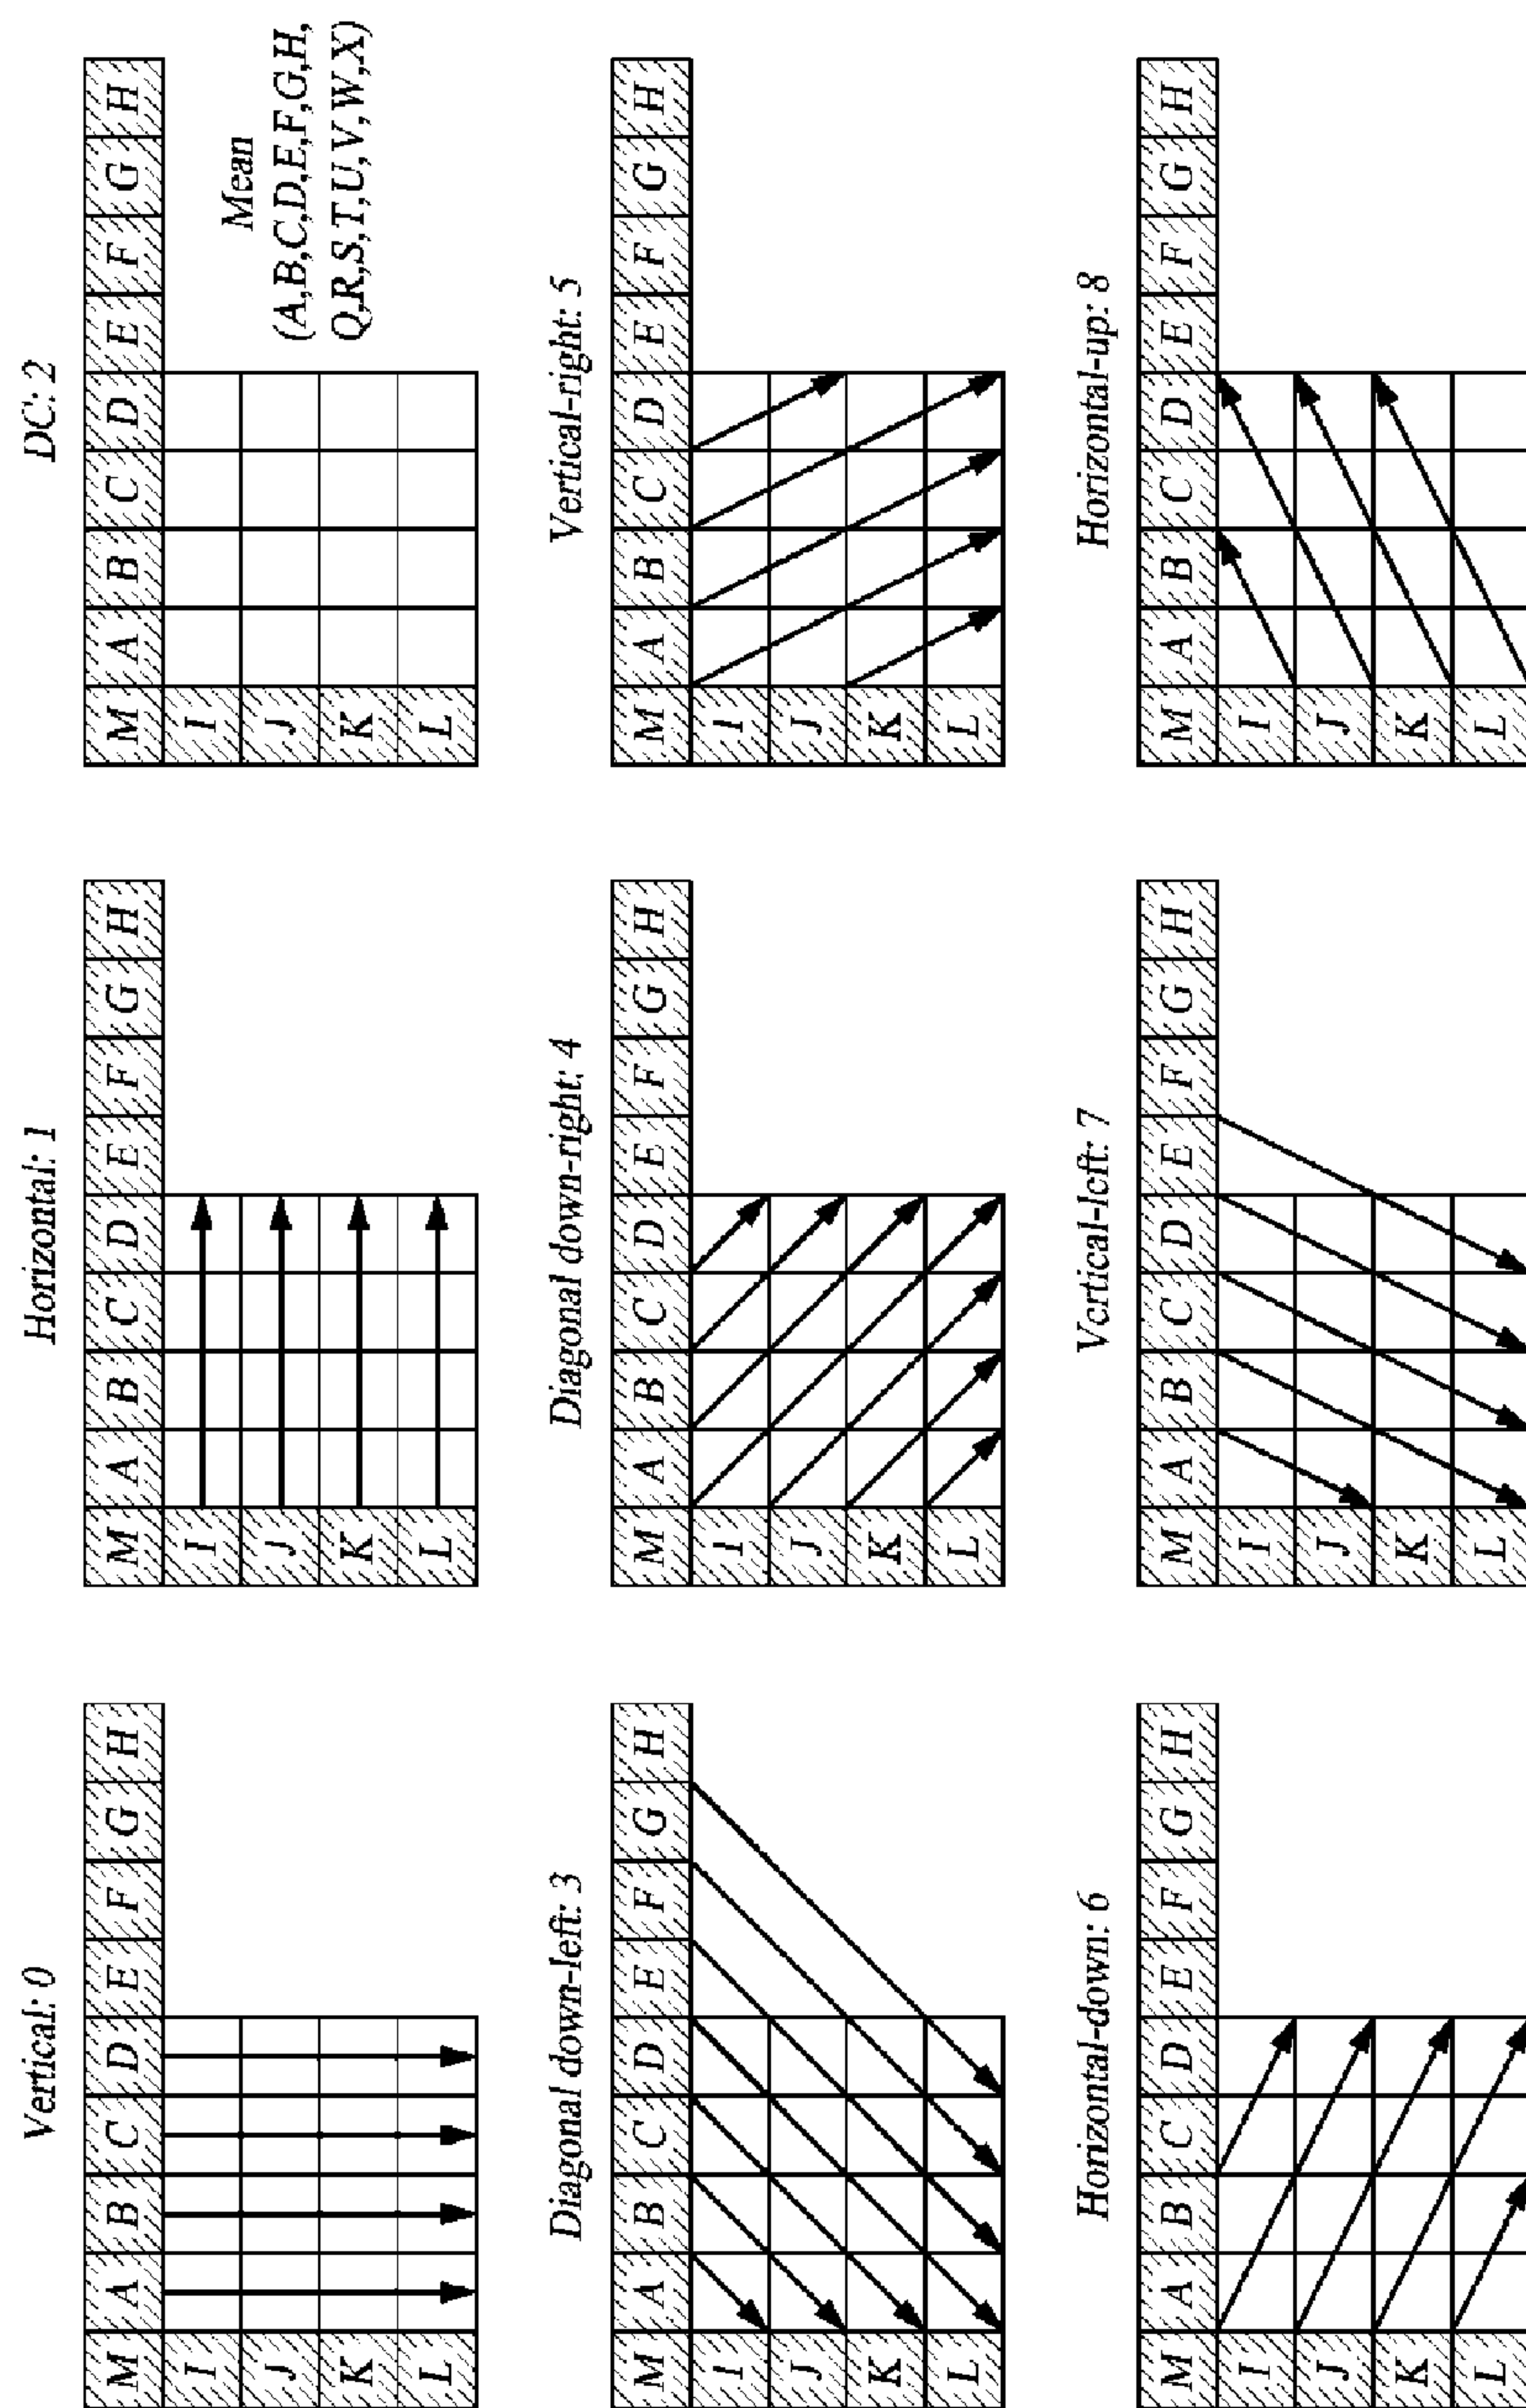 Vertical: 0
M A B C D E F G H
I
J
K
L
Horizontal: 1
M A B C D E F G H
I
J
K
L
DC: 2
M A B C D E F G H
I
J
K
L
Mean
(A,B,C,D,E,F,G,H,
Q,R,S,T,U,V,W,X)
Diagonal down-left: 3
M A B C D E F G H
I
J
K
L
Diagonal down-right: 4
M A B C D E F G H
I
J
K
L
Vertical-right: 5
M A B C D E F G H
I
J
K
L
Horizontal-down: 6
M A B C D E F G H
I
J
K
L
Vertical-left: 7
M A B C D E F G H
I
J
K
L
Horizontal-up: 8
M A B C D E F G H
I
J
K
L